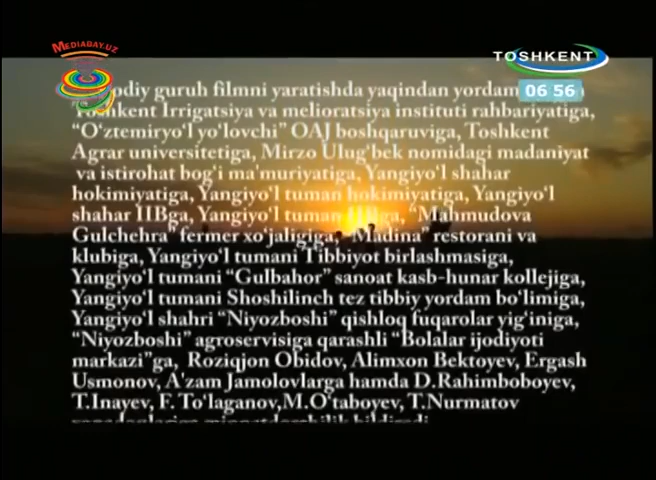 MEDIABAY.UZ
TOSHKENT
06 56
guruh filmni yaratishda yaqindan
Toshkent Irrigatsiya va melioratsiya instituti rahbariyatiga,
“O‘ztemiryo‘l yo‘lovchi” OAJ boshqaruviga, Toshkent
Agrar universitetiga, Mirzo Ulug‘bek nomidagi madaniyat
va istirohat bog‘i ma'muriyatiga, Yangiyo‘l shahar
hokimiyatiga, Yangiyo‘l tuman hokimiyatiga, Yangiyo‘l
shahar IIBga, Yangiyo‘l tuman IIBga, “Mahmudova
Gulchehra” fermer xo‘jaligiga, “Madina” restorani va
klubiga, Yangiyo‘l tumani Tibbiyot birlashmasiga,
Yangiyo‘l tumani “Gulbahor” sanoat kasb-hunar kollejiga,
Yangiyo‘l tumani Shoshilinch tez tibbiy yordam bo‘limiga,
Yangiyo‘l shahri “Niyozboshi” qishloq fuqarolar yig‘iniga,
“Niyozboshi” agroservisiga qarashli “Bolalar ijodiyoti
markazi”ga, Roziqjon Obidov, Alimxon Bektoyev, Ergash
Usmonov, A'zam Jamolovlarga hamda D.Rahimboboyev,
T.Inayev, F. To‘laganov,M.O‘taboyev, T.Nurmatov